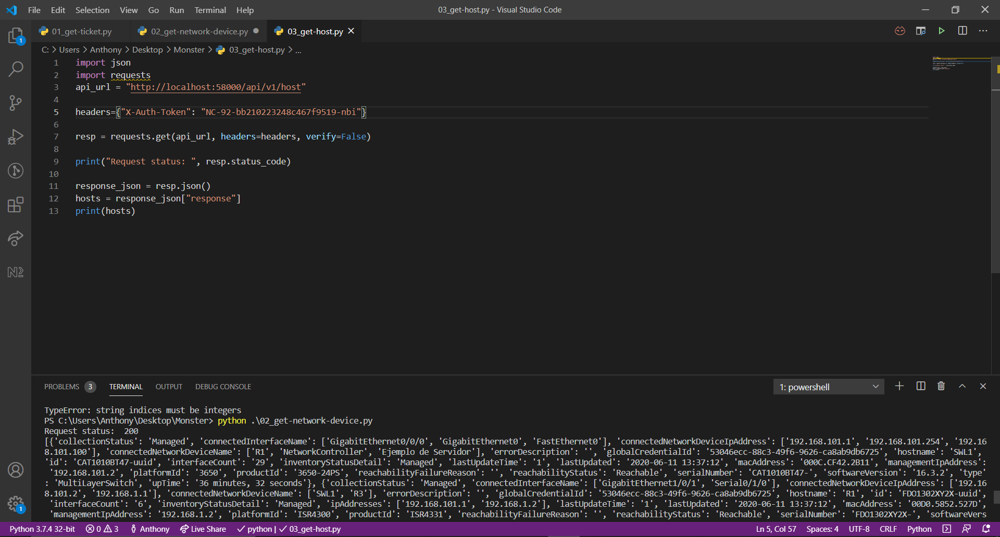 File Edit Selection View Go Run Terminal Help 03_get-host.py - Visual Studio Code
01_get-ticket.py 02_get-network-device.py 03_get-host.py
C: > Users > Anthony > Desktop > Monster > 03_get-host.py > ...
1 import json
2 import requests
3 api_url = "http://localhost:58000/api/v1/host"
4
5 headers={"X-Auth-Token": "NC-92-bb210223248c467f9519-nbi"}
6
7 resp = requests.get(api_url, headers=headers, verify=False)
8
9 print("Request status: ", resp.status_code)
10
11 response_json = resp.json()
12 hosts = response_json["response"]
13 print(hosts)
1
PROBLEMS 3 TERMINAL OUTPUT DEBUG CONSOLE 1: powershell
TypeError: string indices must be integers
PS C:\Users\Anthony\Desktop\Monster> python .\02_get-network-device.py
Request status:  200
[{'collectionStatus': 'Managed', 'connectedInterfaceName': ['GigabitEthernet0/0/0', 'GigabitEthernet0', 'FastEthernet0'], 'connectedNetworkDeviceIpAddress': ['192.168.101.1', '192.168.101.254', '192.16
8.101.100'], 'connectedNetworkDeviceName': ['R1', 'NetworkController', 'Ejemplo de Servidor'], 'errorDescription': '', 'globalCredentialId': '53046ecc-88c3-49f6-9626-ca8ab9db6725', 'hostname': 'SWL1',
'id': 'CAT1010BT47-uuid', 'interfaceCount': '29', 'inventoryStatusDetail': 'Managed', 'lastUpdateTime': '1', 'lastUpdated': '2020-06-11 13:37:12', 'macAddress': '000C.CF42.2B11', 'managementIpAddress':
'192.168.101.2', 'platformId': '3650', 'productId': '3650-24PS', 'reachabilityFailureReason': '', 'reachabilityStatus': 'Reachable', 'serialNumber': 'CAT1010BT47-', 'softwareVersion': '16.3.2', 'type'
: 'MultiLayerSwitch', 'upTime': '36 minutes, 32 seconds'}, {'collectionStatus': 'Managed', 'connectedInterfaceName': ['GigabitEthernet1/0/1', 'Serial0/1/0'], 'connectedNetworkDeviceIpAddress': ['192.16
8.101.2', '192.168.1.1'], 'connectedNetworkDeviceName': ['SWL1', 'R3'], 'errorDescription': '', 'globalCredentialId': '53046ecc-88c3-49f6-9626-ca8ab9db6725', 'hostname': 'R1', 'id': 'FDO1302XY2X-uuid',
'interfaceCount': '6', 'inventoryStatusDetail': 'Managed', 'ipAddresses': ['192.168.101.1', '192.168.1.2'], 'lastUpdateTime': '1', 'lastUpdated': '2020-06-11 13:37:12', 'macAddress': '00D0.5852.527D',
'managementIpAddress': '192.168.1.2', 'platformId': 'ISR4300', 'productId': 'ISR4331', 'reachabilityFailureReason': '', 'reachabilityStatus': 'Reachable', 'serialNumber': 'FDO1302XY2X-', 'softwareVers
1
Python 3.7.4 32-bit 0 3 Anthony Live Share python | 03_get-host.py Ln 5, Col 57 Spaces: 4 UTF-8 CRLF Python